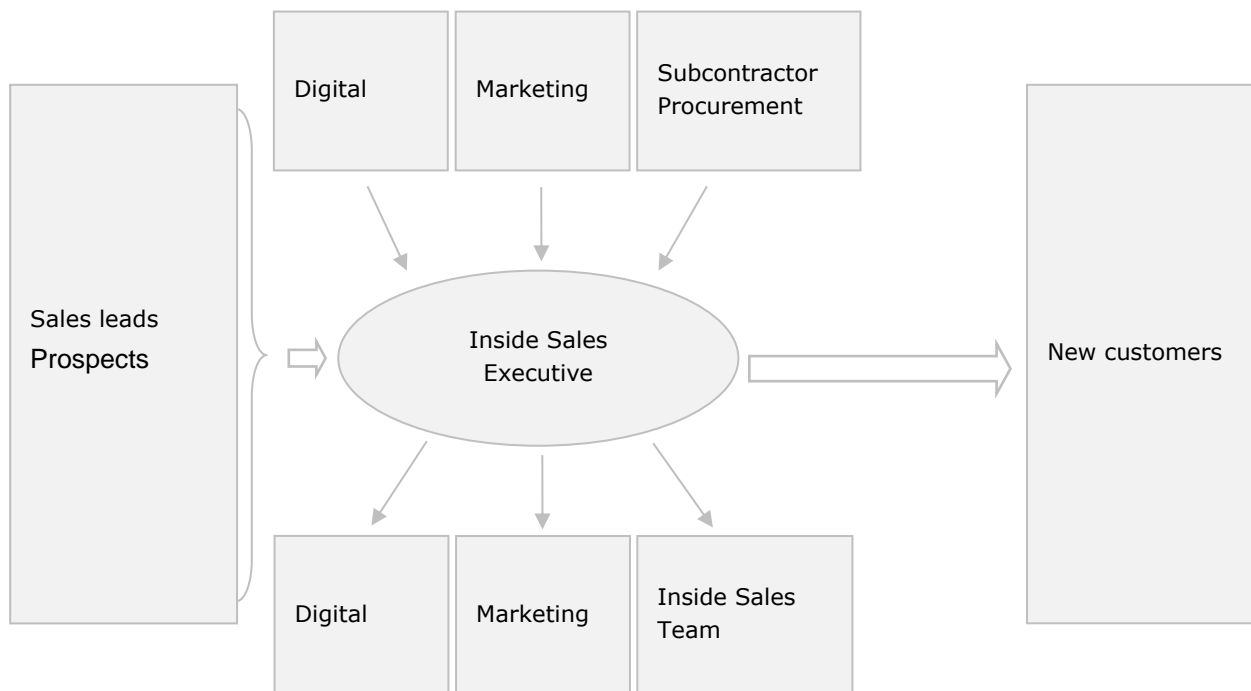 Digital
Marketing
Subcontractor
Procurement
Sales leads
Prospects
Inside Sales
Executive
New customers
Digital
Marketing
Inside Sales
Team